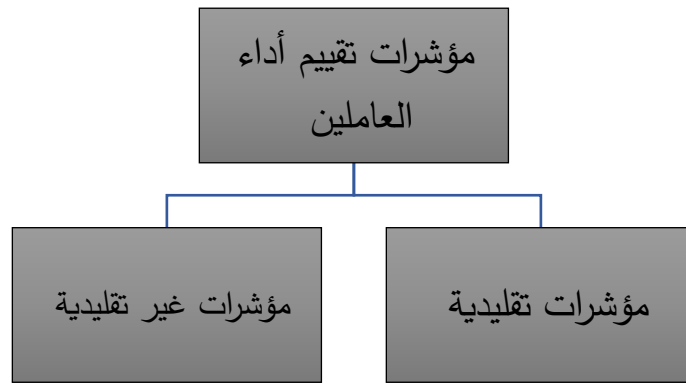 مؤشرات تقييم أداء
العاملين
مؤشرات تقليدية
مؤشرات غير تقليدية